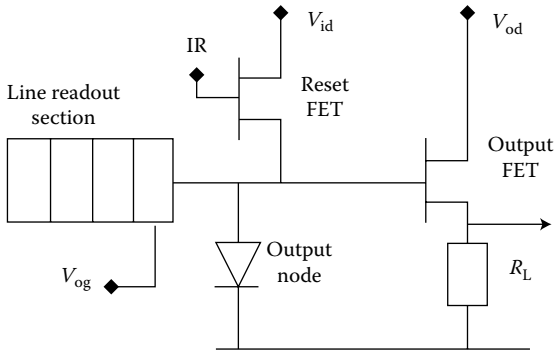 V_id
V_od
IR
Reset
FET
Line readout
section
Output
FET
V_og
Output
node
R_L